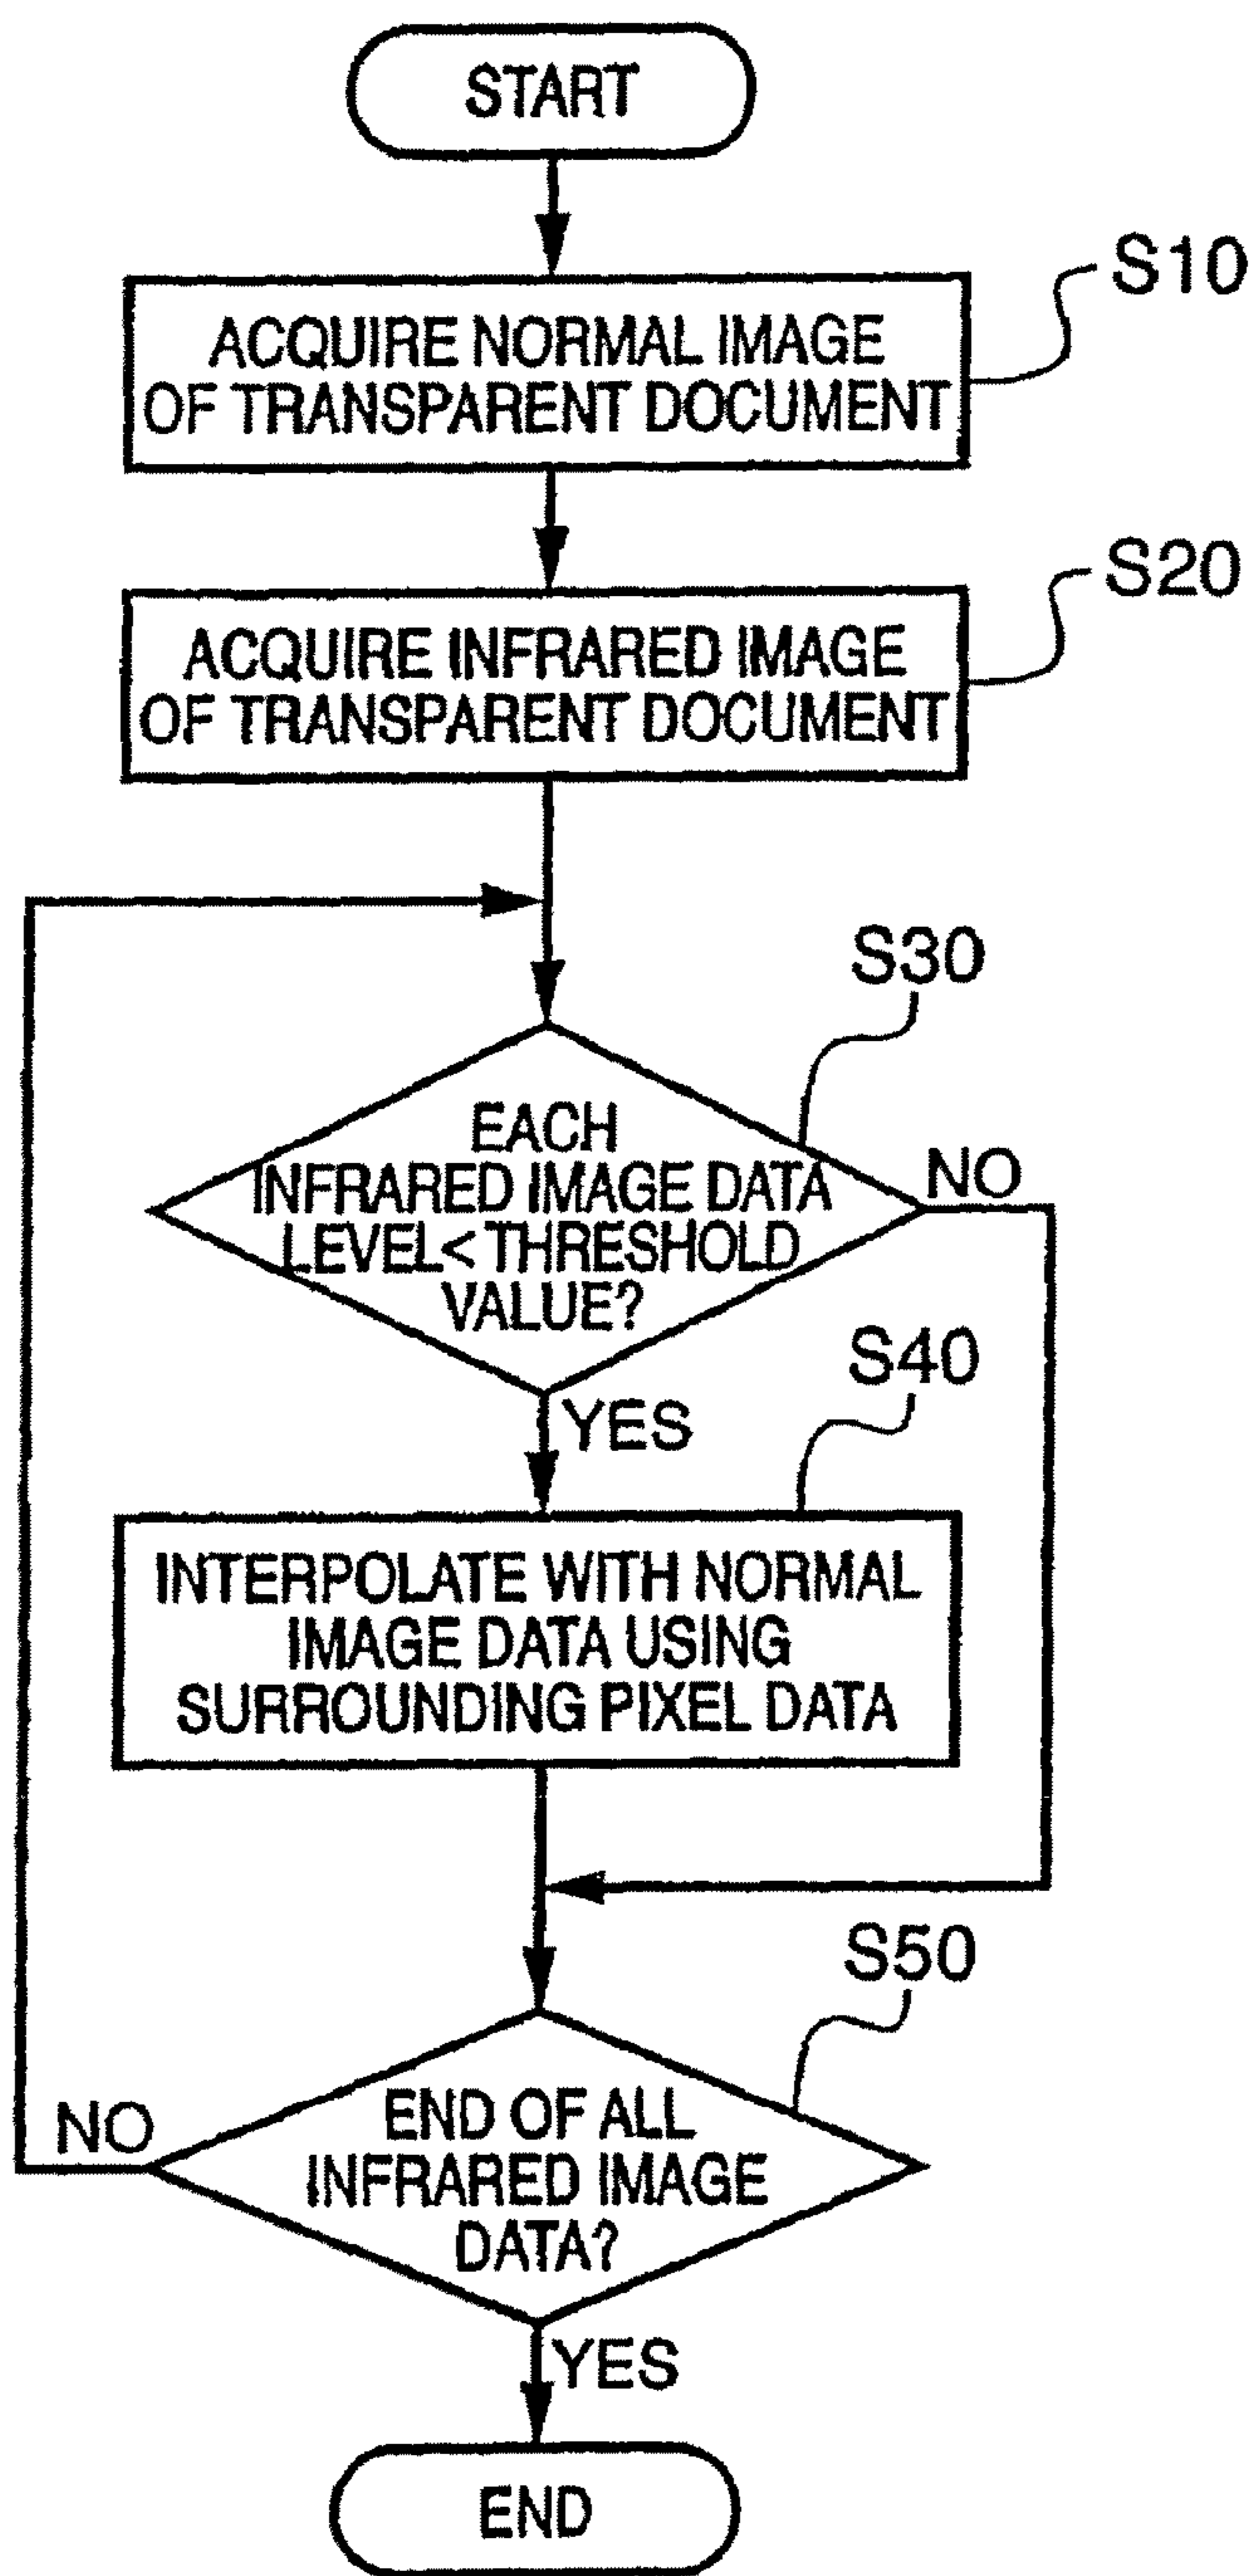 START
S10
ACQUIRE NORMAL IMAGE
OF TRANSPARENT DOCUMENT
S20
ACQUIRE INFRARED IMAGE
OF TRANSPARENT DOCUMENT
S30
EACH
INFRARED IMAGE DATA
LEVEL< THRESHOLD
VALUE?
NO
YES
S40
INTERPOLATE WITH NORMAL
IMAGE DATA USING
SURROUNDING PIXEL DATA
S50
END OF ALL
INFRARED IMAGE
DATA?
NO
YES
END